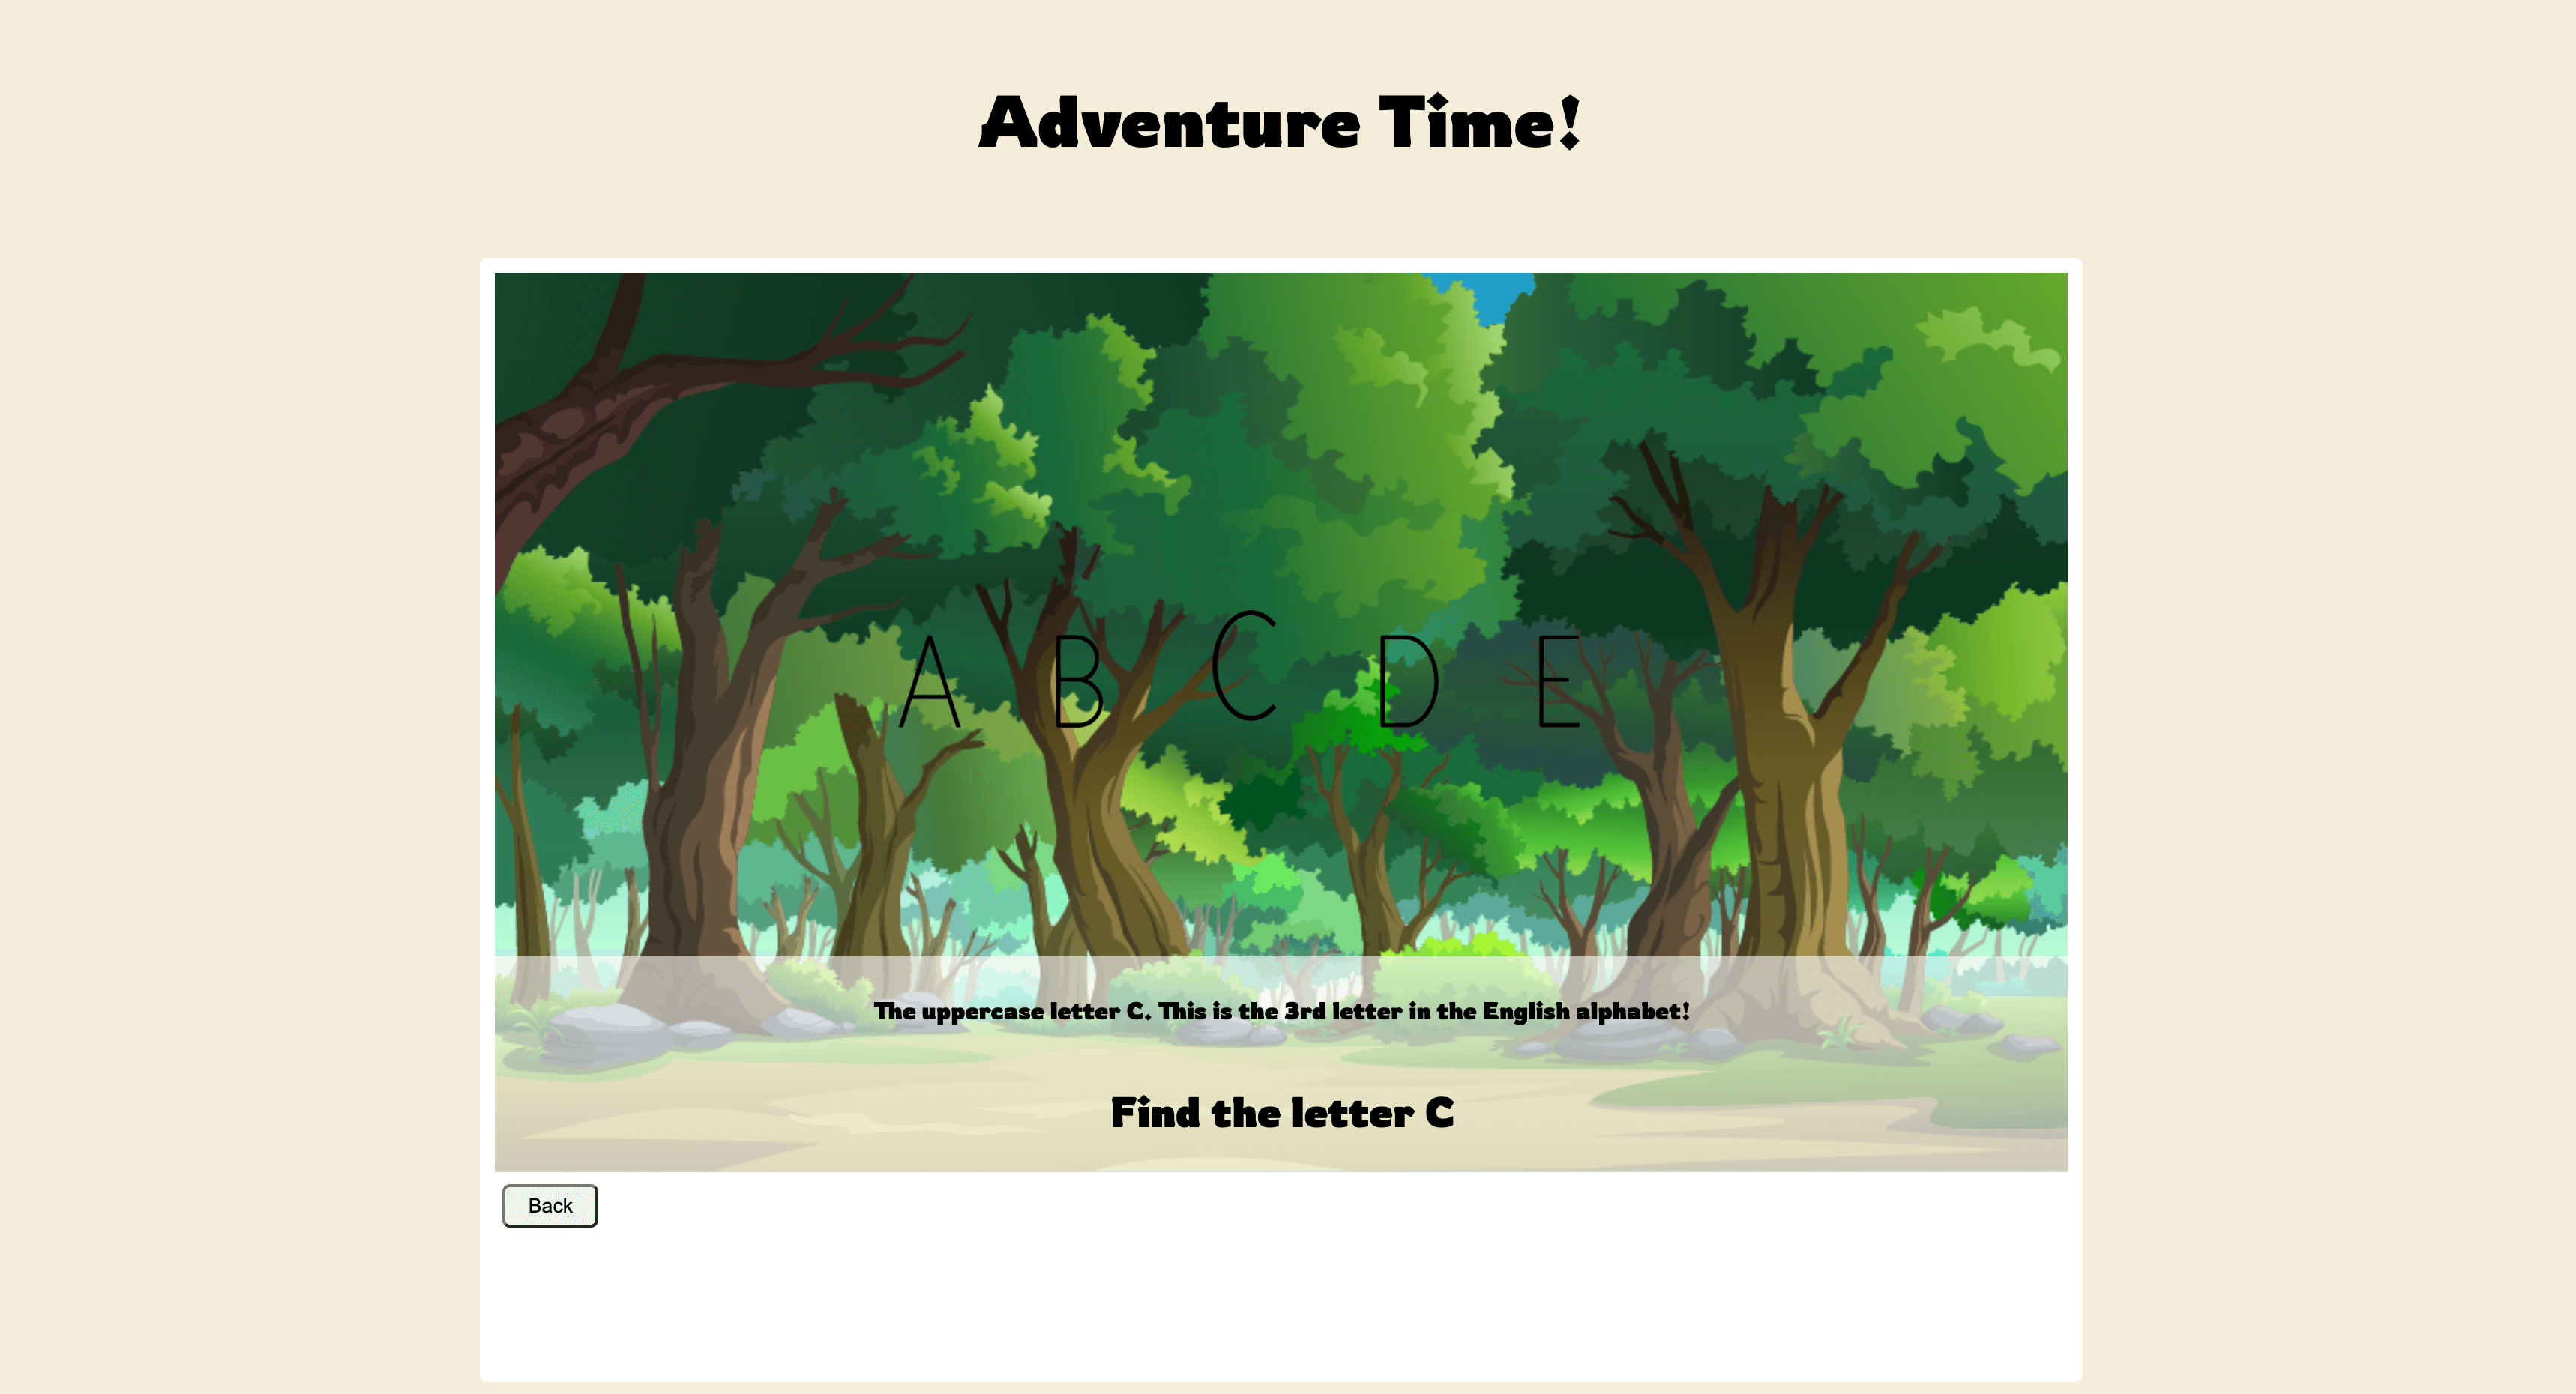 Adventure Time!
A B C D E
The uppercase letter C. This is the 3rd letter in the English alphabet!
Find the letter C
Back